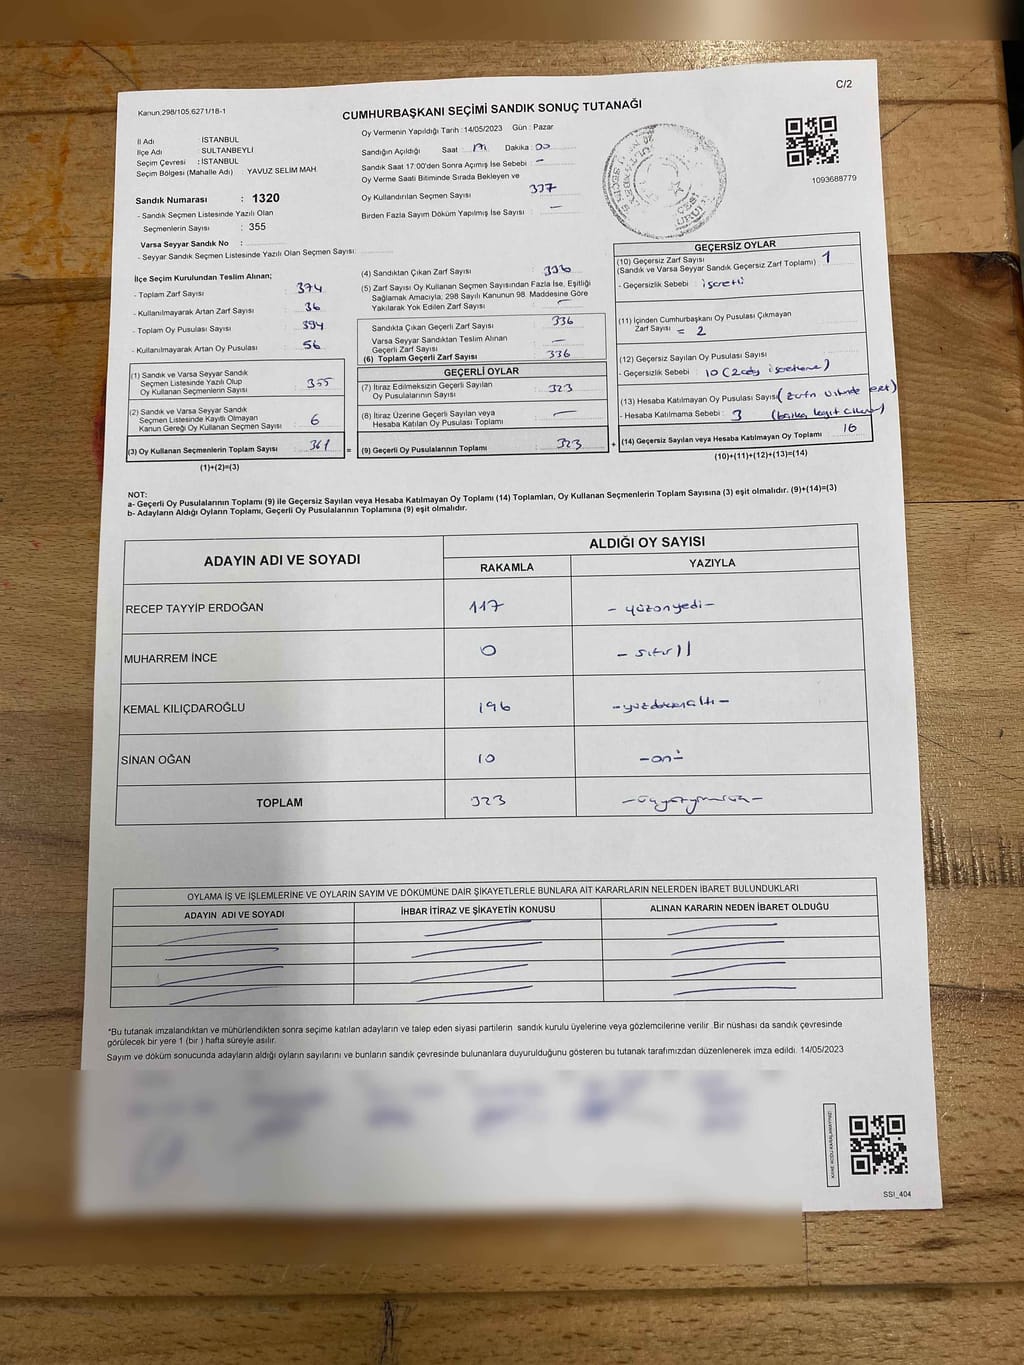 C/2
Kanun:298/105,6271/18-1
CUMHURBAŞKANI SEÇİMİ SANDIK SONUÇ TUTANAĞI
İl Adı : İSTANBUL
İlçe Adı : SULTANBEYLİ
Seçim Çevresi : İSTANBUL
Seçim Bölgesi (Mahalle Adı) : YAVUZ SELİM MAH
Sandık Numarası : 1320
- Sandık Seçmen Listesinde Yazılı Olan
Seçmenlerin Sayısı : 355
Varsa Seyyar Sandık No :
- Seyyar Sandık Seçmen Listesinde Yazılı Olan Seçmen Sayısı:
Oy Vermenin Yapıldığı Tarih :14/05/2023 Gün : Pazar
Sandığın Açıldığı Saat : Dakika : 00
Sandık Saat 17:00'den Sonra Açımış İse Sebebi : –
Oy Verme Saati Bitiminde Sırada Bekleyen ve
Oy Kullandırılan Seçmen Sayısı : 337
Birden Fazla Sayım Döküm Yapılmış İse Sayısı : –
1093688779
İlçe Seçim Kurulundan Teslim Alınan;
- Toplam Zarf Sayısı : 374
- Kullanılmayarak Artan Zarf Sayısı : 36
- Toplam Oy Pusulası Sayısı : 394
- Kullanılmayarak Artan Oy Pusulası : 56
(1) Sandık ve Varsa Seyyar Sandık
Seçmen Listesinde Yazılı Olup
Oy Kullanan Seçmenlerin Sayısı : 355
(2) Sandık ve Varsa Seyyar Sandık
Seçmen Listesinde Kayıtlı Olmayan
Kanun Gereği Oy Kullanan Seçmen Sayısı : 6
(3) Oy Kullanan Seçmenlerin Toplam Sayısı : 361
(1)+(2)=(3)
(4) Sandıktan Çıkan Zarf Sayısı : 336
(5) Zarf Sayısı Oy Kullanan Seçmen Sayısından Fazla İse, Eşitliği
Sağlamak Amacıyla; 298 Sayılı Kanunun 98. Maddesine Göre
Yakılarak Yok Edilen Zarf Sayısı : –
Sandıkta Çıkan Geçerli Zarf Sayısı : 336
Varsa Seyyar Sandıktan Teslim Alınan
Geçerli Zarf Sayısı : –
(6) Toplam Geçerli Zarf Sayısı : 336
GEÇERLİ OYLAR
(7) İtiraz Edilmeksizin Geçerli Sayılan
Oy Pusulalarının Sayısı : 323
(8) İtiraz Üzerine Geçerli Sayılan veya
Hesaba Katılan Oy Pusulası Toplamı : –
= (9) Geçerli Oy Pusulalarının Toplamı : 323 +
GEÇERSİZ OYLAR
(10) Geçersiz Zarf Sayısı
(Sandık ve Varsa Seyyar Sandık Geçersiz Zarf Toplamı) : 1
- Geçersizlik Sebebi : işaretli
(11) İçinden Cumhurbaşkanı Oy Pusulası Çıkmayan
Zarf Sayısı = 2
(12) Geçersiz Sayılan Oy Pusulası Sayısı
- Geçersizlik Sebebi : 10 (2
(13) Hesaba Katılmayan Oy Pusulası Sayısı (
- Hesaba Katılmama Sebebi : 3 (başka
(14) Geçersiz Sayılan veya Hesaba Katılmayan Oy Toplamı : 16
(10)+(11)+(12)+(13)=(14)
NOT:
a- Geçerli Oy Pusulalarının Toplamı (9) ile Geçersiz Sayılan veya Hesaba Katılmayan Oy Toplamı (14) Toplamları, Oy Kullanan Seçmenlerin Toplam Sayısına (3) eşit olmalıdır. (9)+(14)=(3)
b- Adayların Aldığı Oyların Toplamı, Geçerli Oy Pusulalarının Toplamına (9) eşit olmalıdır.
ADAYIN ADI VE SOYADI ALDIĞI OY SAYISI
RAKAMLA YAZIYLA
RECEP TAYYİP ERDOĞAN 117 – yüzonyedi –
MUHARREM İNCE 0 – sıfır
KEMAL KILIÇDAROĞLU 196 – yüzdoksanaltı –
SİNAN OĞAN 10 – on –
TOPLAM 323 – üçyüzyirmiüç –
OYLAMA İŞ VE İŞLEMLERİNE VE OYLARIN SAYIM VE DÖKÜMÜNE DAİR ŞİKAYETLERLE BUNLARA AİT KARARLARIN NELERDEN İBARET BULUNDUKLARI
ADAYIN ADI VE SOYADI İHBAR İTİRAZ VE ŞİKAYETİN KONUSU ALINAN KARARIN NEDEN İBARET OLDUĞU
*Bu tutanak imzalandıktan ve mühürlendikten sonra seçime katılan adayların ve talep eden siyasi partilerin sandık kurulu üyelerine veya gözlemcilerine verilir. Bir nüshası da sandık çevresinde
görülecek bir yere 1 (bir ) hafta süreyle asılır.
Sayım ve döküm sonucunda adayların aldığı oyların sayılarını ve bunların sandık çevresinde bulunanlara duyurulduğunu gösteren bu tutanak tarafımızdan düzenlenerek imza edildi. 14/05/2023
KARE KODU KARALAMAYINIZ!
SSI_404